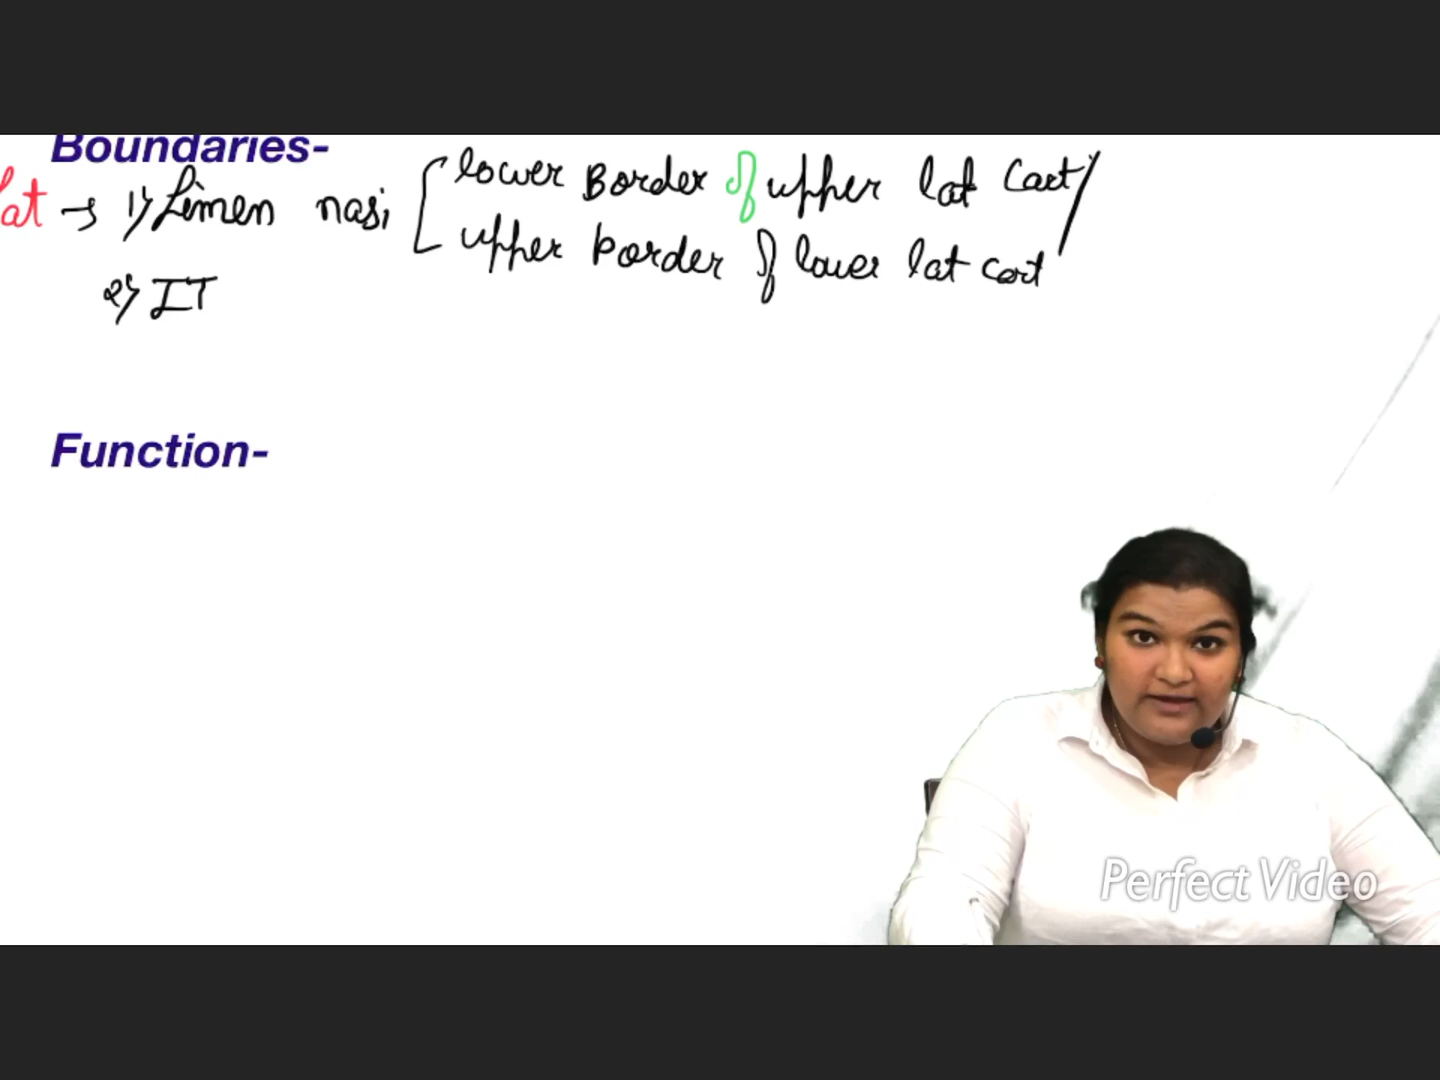 Boundaries-
lat → 1) Limen nasi [ lower Border of upper lat Cart /
upper border of lower lat cart
2) IT
Function-
Perfect Video